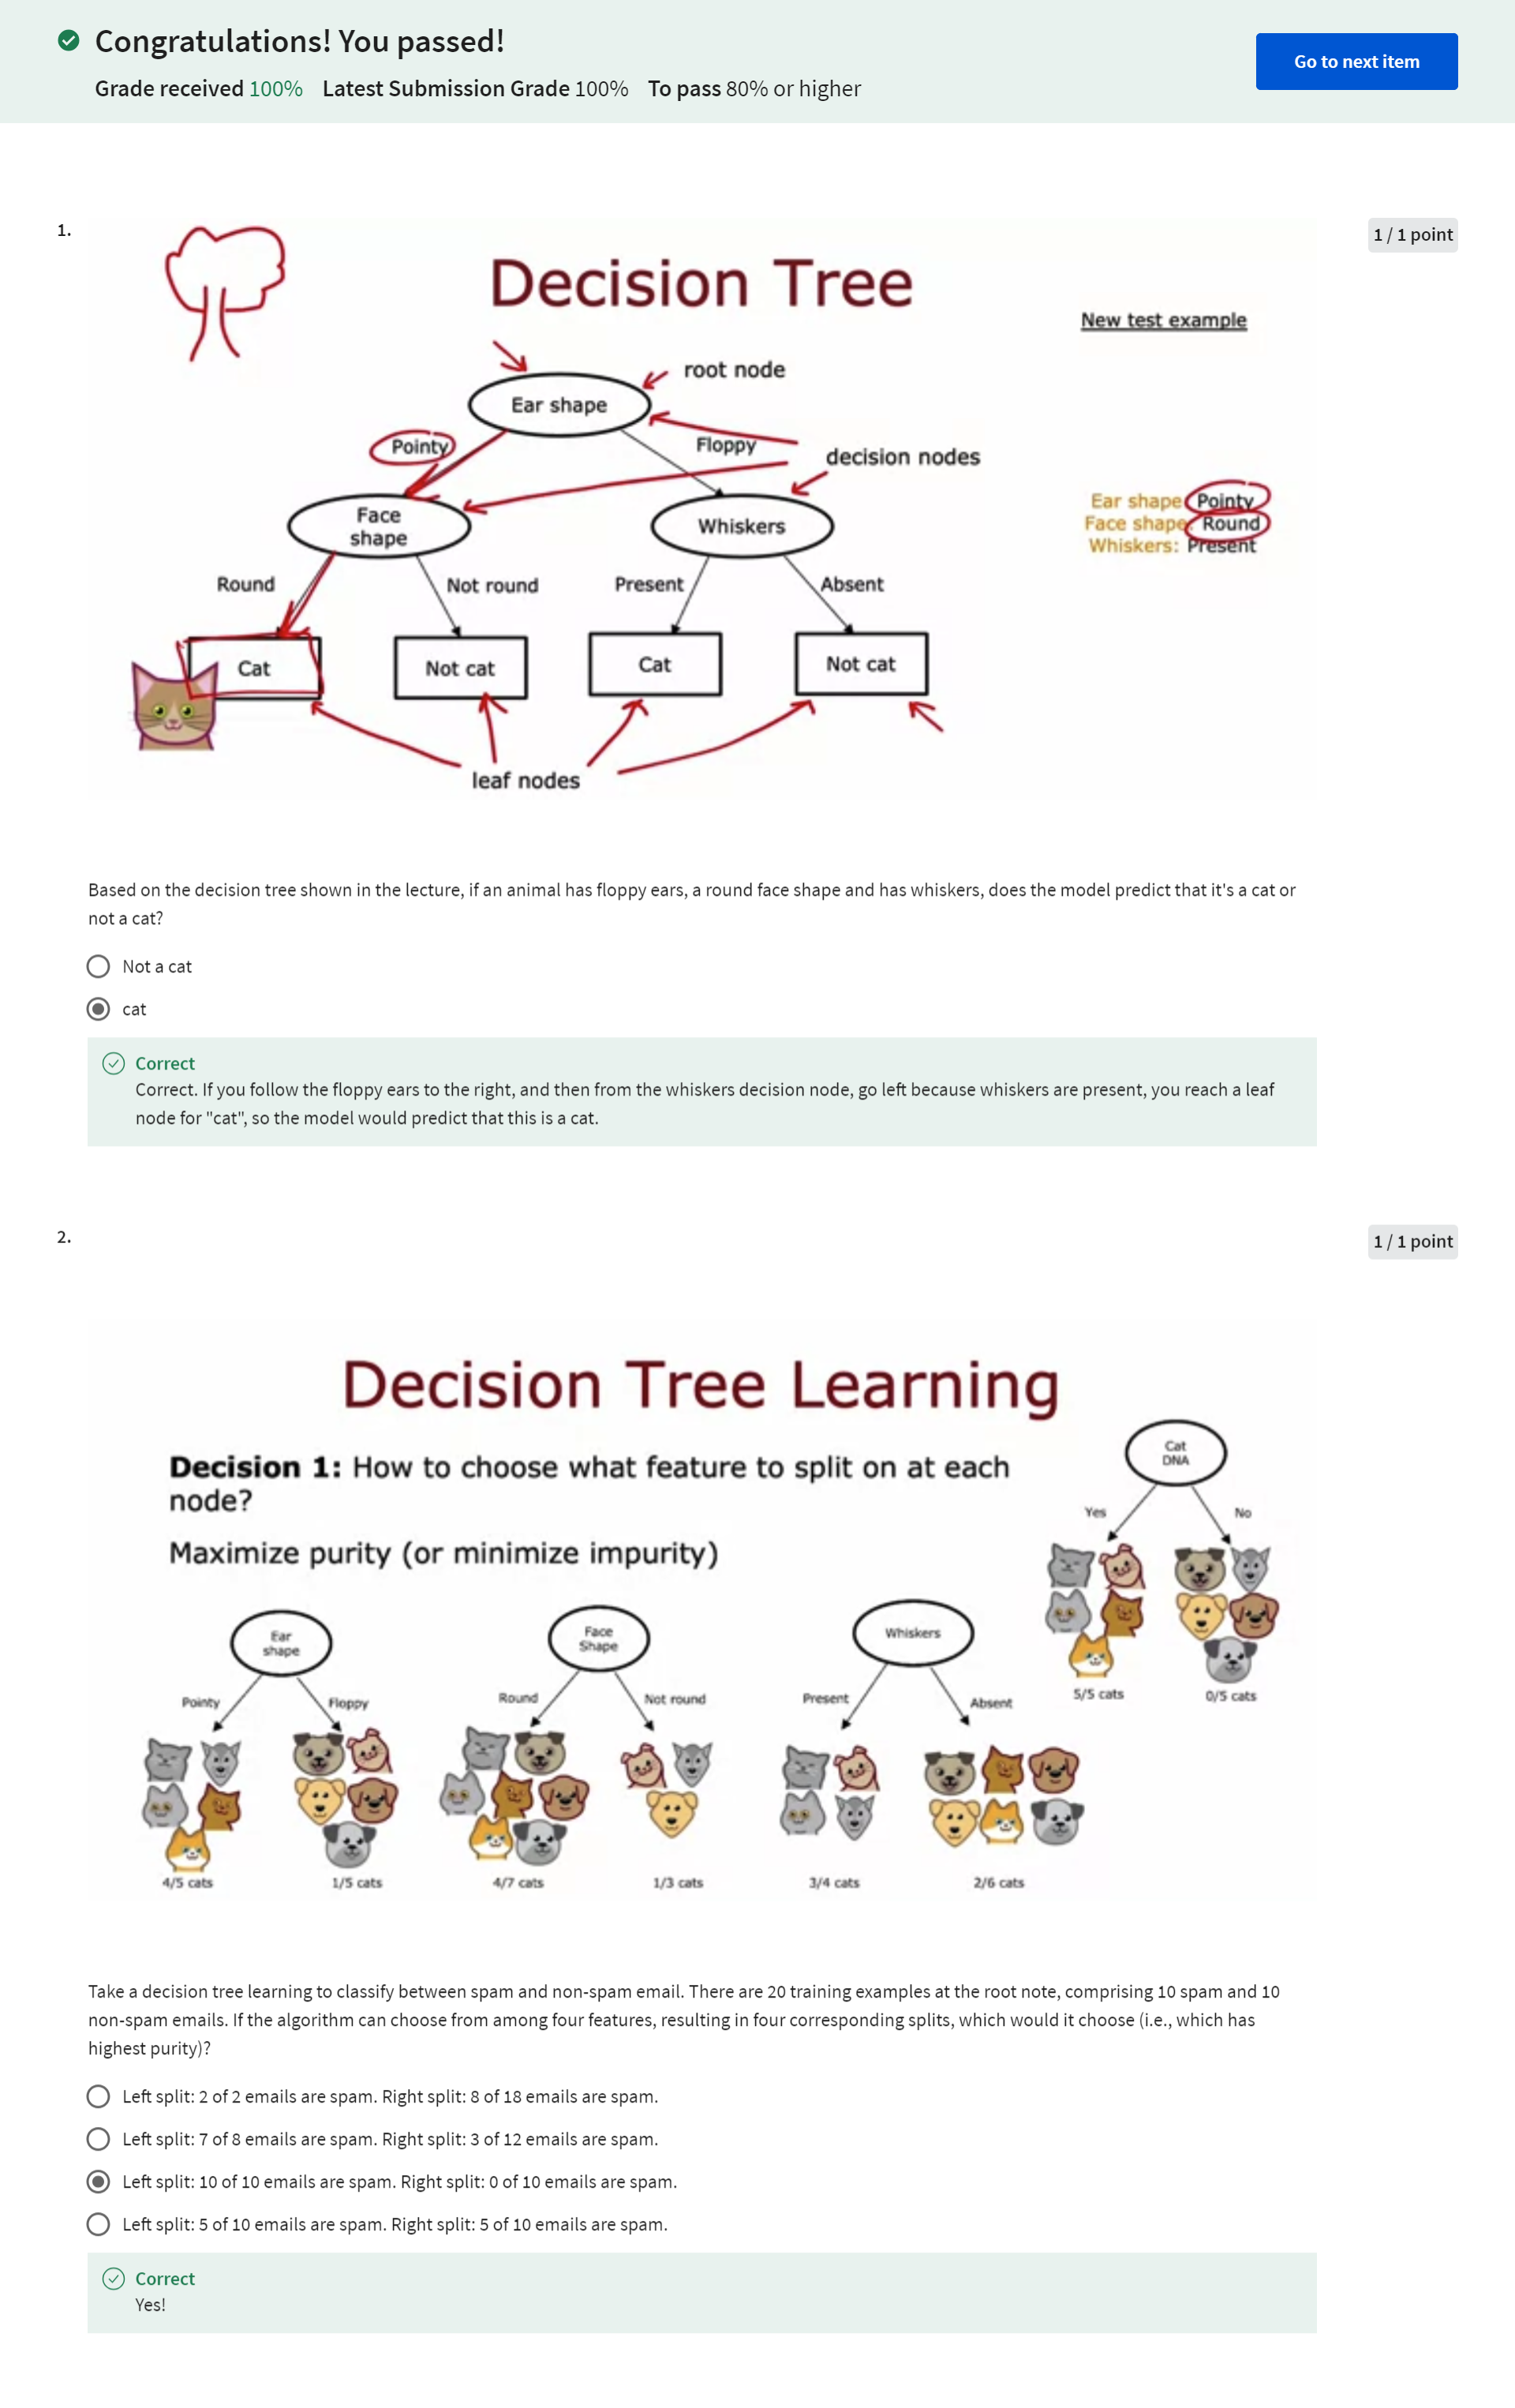 Congratulations! You passed!
Grade received 100% Latest Submission Grade 100% To pass 80% or higher
Go to next item
1.
1 / 1 point
Decision Tree
New test example
root node
Ear shape
Pointy
Floppy
decision nodes
Face
shape
Whiskers
Ear shape: Pointy
Face shape: Round
Whiskers: Present
Round
Not round
Present
Absent
Cat
Not cat
Cat
Not cat
leaf nodes
Based on the decision tree shown in the lecture, if an animal has floppy ears, a round face shape and has whiskers, does the model predict that it's a cat or
not a cat?
Not a cat
cat
Correct
Correct. If you follow the floppy ears to the right, and then from the whiskers decision node, go left because whiskers are present, you reach a leaf
node for "cat", so the model would predict that this is a cat.
2.
1 / 1 point
Decision Tree Learning
Decision 1: How to choose what feature to split on at each
node?
Maximize purity (or minimize impurity)
Cat
DNA
Yes
No
5/5 cats
0/5 cats
Ear
shape
Pointy
Floppy
4/5 cats
1/5 cats
Face
Shape
Round
Not round
4/7 cats
1/3 cats
Whiskers
Present
Absent
3/4 cats
2/6 cats
Take a decision tree learning to classify between spam and non-spam email. There are 20 training examples at the root note, comprising 10 spam and 10
non-spam emails. If the algorithm can choose from among four features, resulting in four corresponding splits, which would it choose (i.e., which has
highest purity)?
Left split: 2 of 2 emails are spam. Right split: 8 of 18 emails are spam.
Left split: 7 of 8 emails are spam. Right split: 3 of 12 emails are spam.
Left split: 10 of 10 emails are spam. Right split: 0 of 10 emails are spam.
Left split: 5 of 10 emails are spam. Right split: 5 of 10 emails are spam.
Correct
Yes!